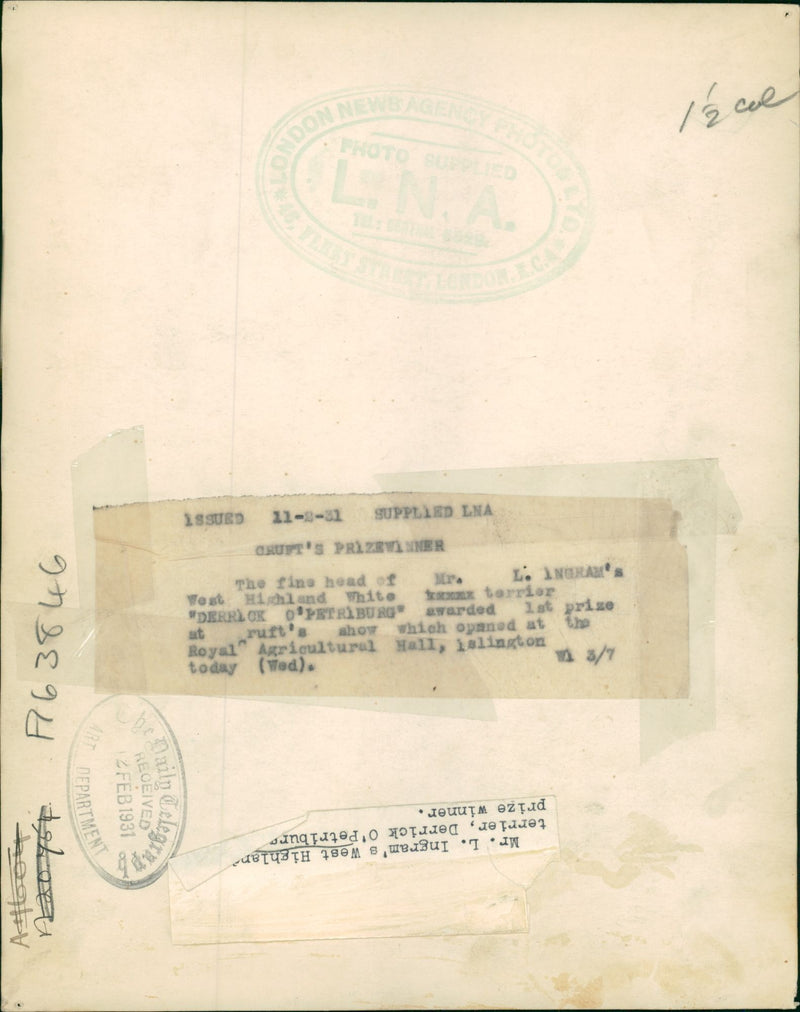 1½ col
LONDON NEWS AGENCY PHOTOS LTD.
PHOTO SUPPLIED
L.N.A.
TEL: CENTRAL
46, FLEET STREET, LONDON, E.C.4
ISSUED 11-2-31 SUPPLIED LNA
CRUFT'S PRIZEWINNER
The fine head of Mr. L. INGRAM's
West Highland White xxxxx terrier
"DERRICK O'PETRIBURG" awarded 1st prize
at ruft's show which opened at the
Royal Agricultural Hall, Islington
today (Wed). W1 3/7
A63846
The Daily Telegraph
RECEIVED
12 FEB 1931
ART DEPARTMENT
Mr. L. Ingram's West Highlan
terrier, Derrick O'Petriburg
prize winner.